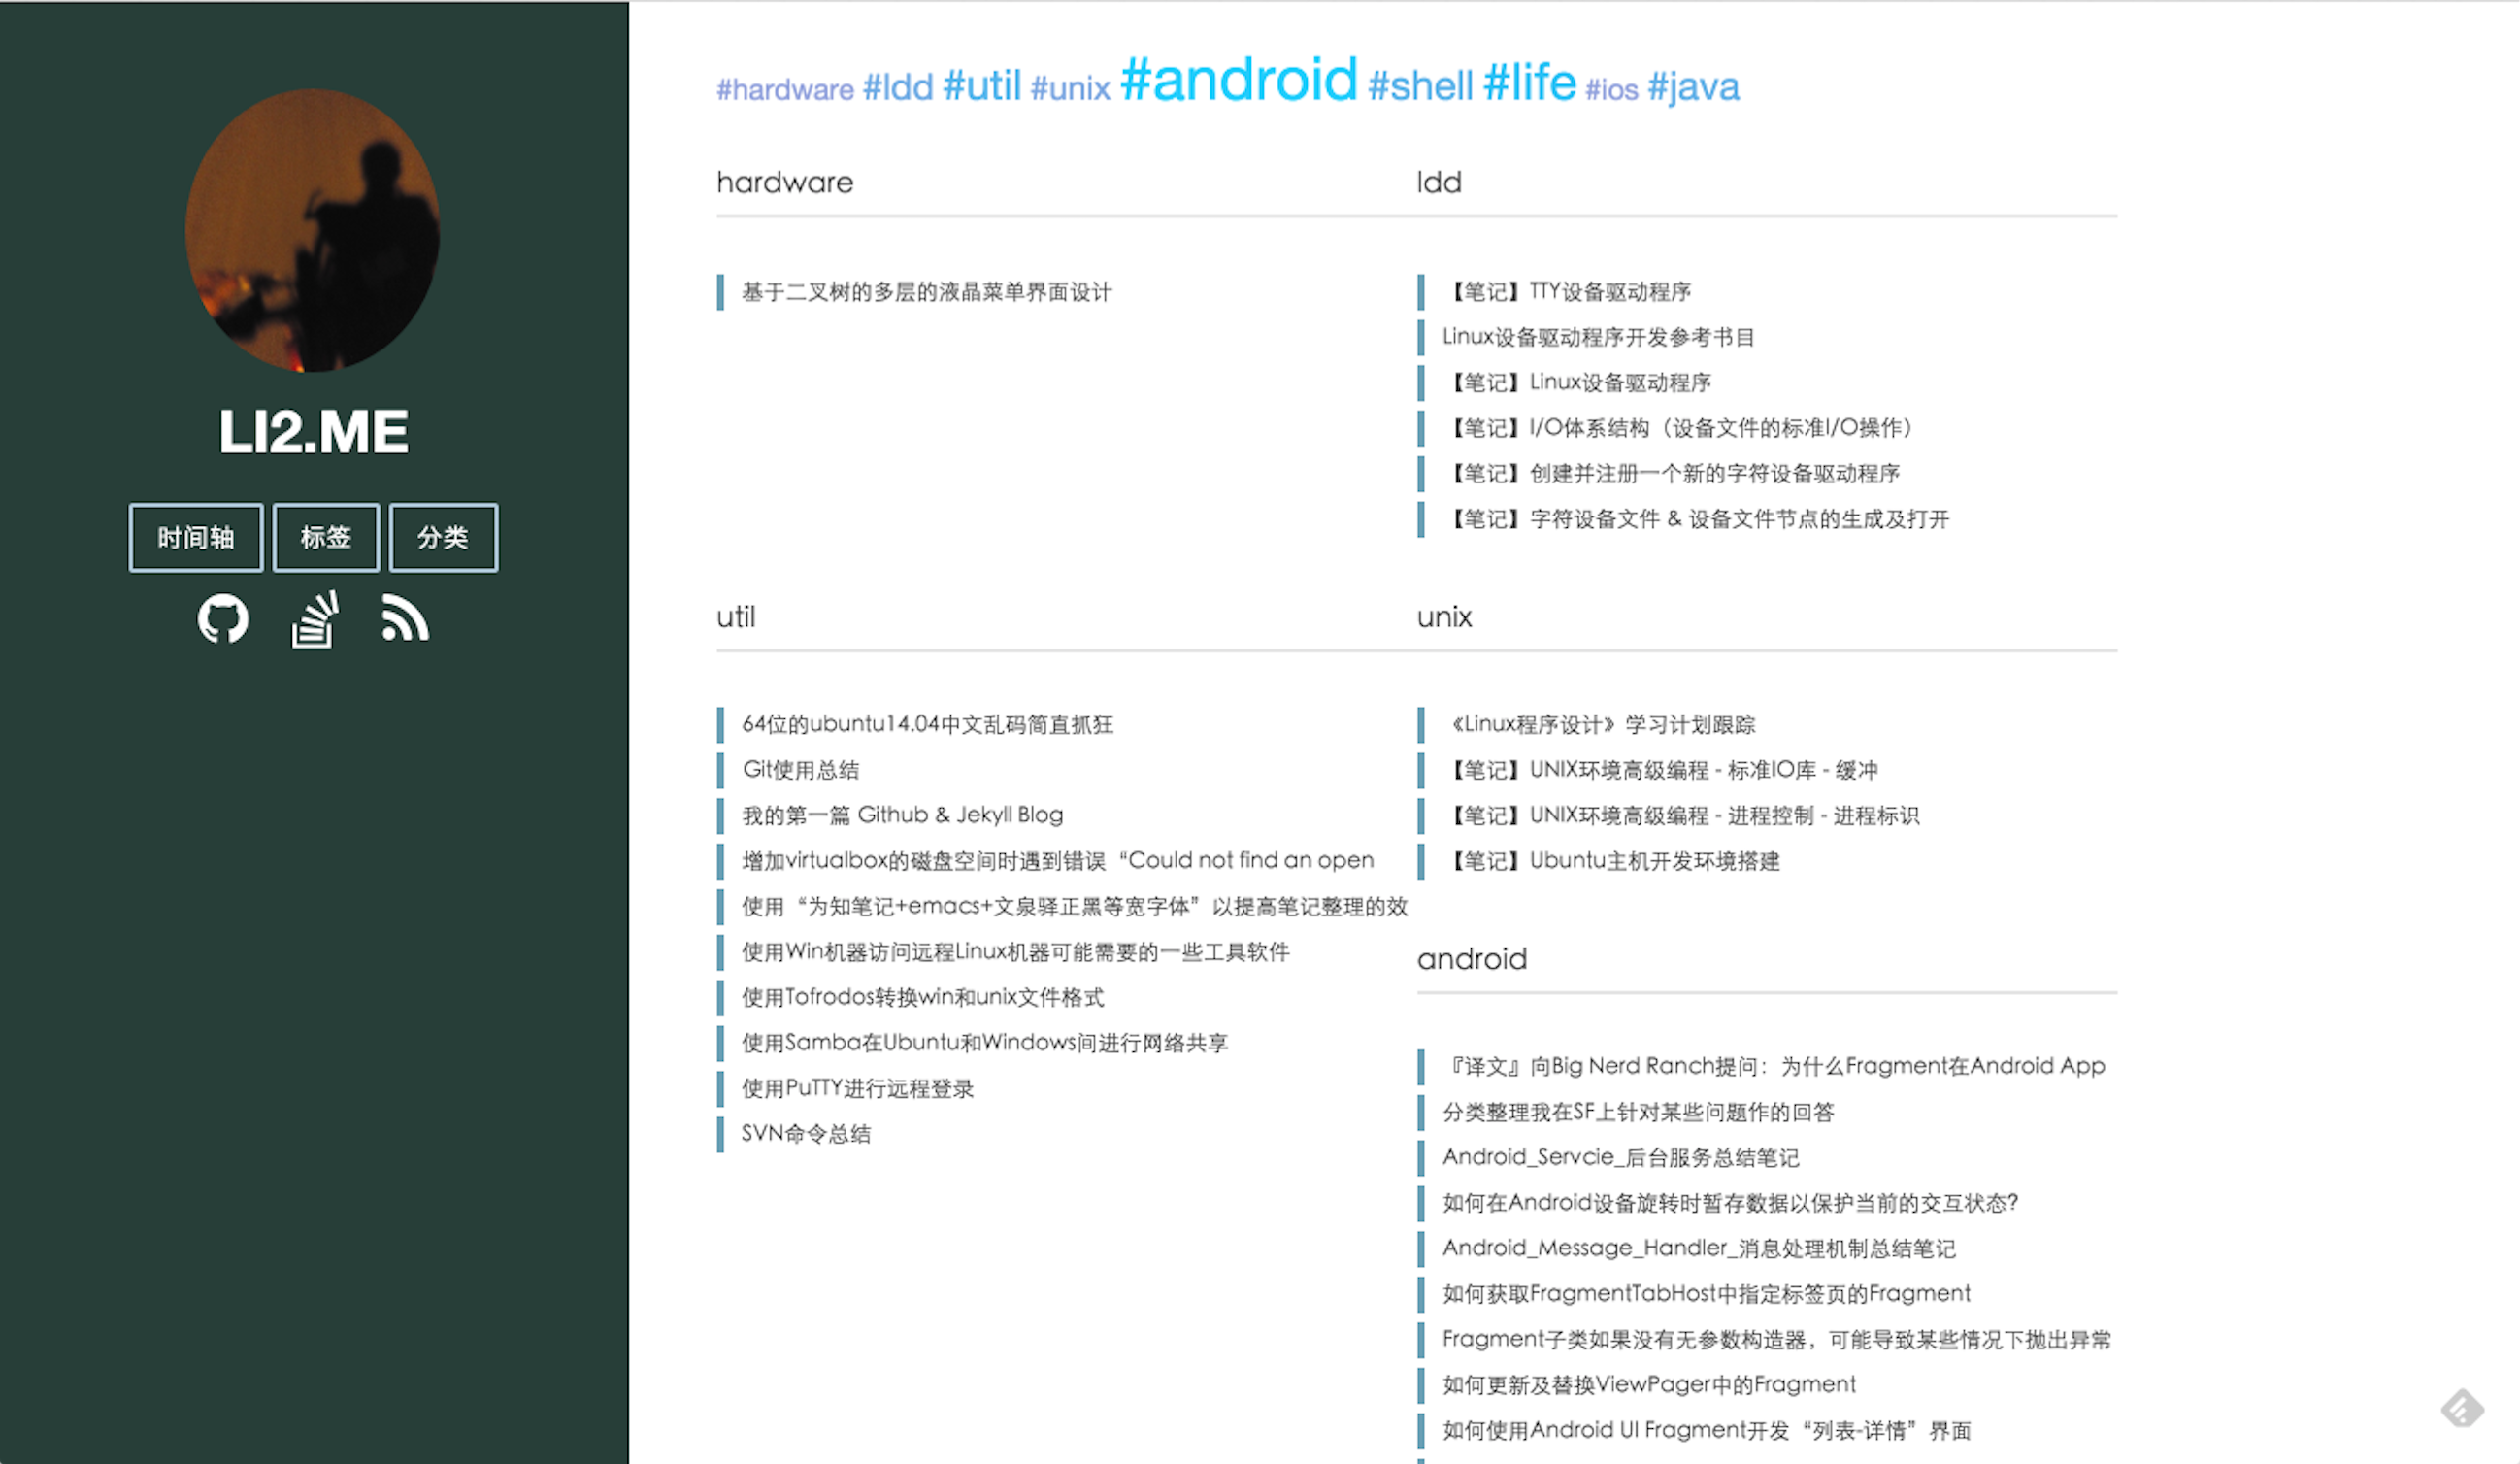 LI2.ME
时间轴 标签 分类
#hardware #ldd #util #unix #android #shell #life #ios #java
hardware
基于二叉树的多层的液晶菜单界面设计
ldd
【笔记】TTY设备驱动程序
Linux设备驱动程序开发参考书目
【笔记】Linux设备驱动程序
【笔记】I/O体系结构（设备文件的标准I/O操作）
【笔记】创建并注册一个新的字符设备驱动程序
【笔记】字符设备文件 & 设备文件节点的生成及打开
util
64位的ubuntu14.04中文乱码简直抓狂
Git使用总结
我的第一篇 Github & Jekyll Blog
增加virtualbox的磁盘空间时遇到错误“Could not find an open
使用“为知笔记+emacs+文泉驿正黑等宽字体”以提高笔记整理的效
使用Win机器访问远程Linux机器可能需要的一些工具软件
使用Tofrodos转换win和unix文件格式
使用Samba在Ubuntu和Windows间进行网络共享
使用PuTTY进行远程登录
SVN命令总结
unix
《Linux程序设计》学习计划跟踪
【笔记】UNIX环境高级编程 - 标准IO库 - 缓冲
【笔记】UNIX环境高级编程 - 进程控制 - 进程标识
【笔记】Ubuntu主机开发环境搭建
android
『译文』向Big Nerd Ranch提问：为什么Fragment在Android App
分类整理我在SF上针对某些问题作的回答
Android_Servcie_后台服务总结笔记
如何在Android设备旋转时暂存数据以保护当前的交互状态?
Android_Message_Handler_消息处理机制总结笔记
如何获取FragmentTabHost中指定标签页的Fragment
Fragment子类如果没有无参数构造器，可能导致某些情况下抛出异常
如何更新及替换ViewPager中的Fragment
如何使用Android UI Fragment开发“列表-详情”界面